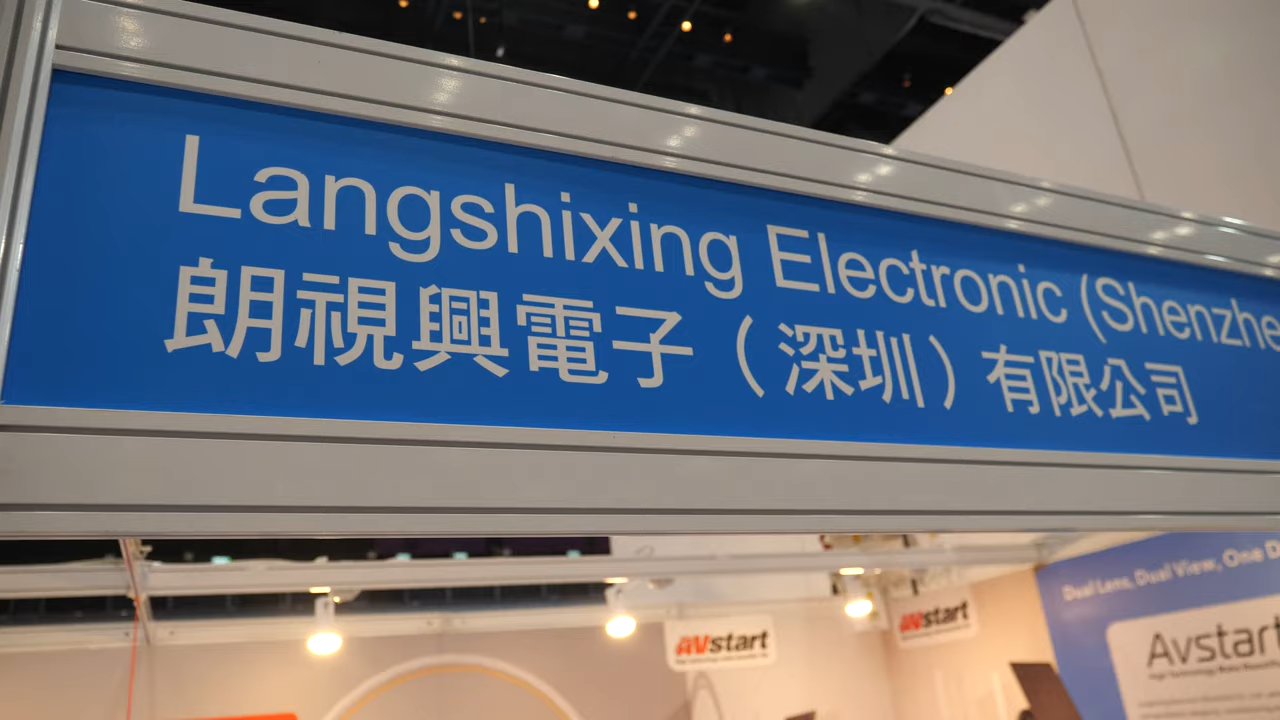 Langshixing Electronic (Shenzhe
朗視興電子（深圳）有限公司
Dual Lens, Dual View, One D
AVstart
AVstart
Avstart